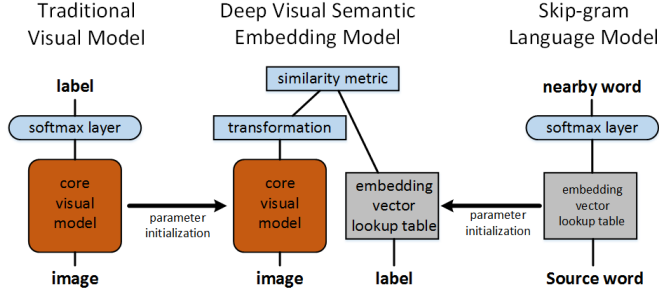 Traditional
Visual Model
Deep Visual Semantic
Embedding Model
Skip-gram
Language Model
label
softmax layer
core
visual
model
image
parameter
initialization
similarity metric
transformation
core
visual
model
image
embedding
vector
lookup table
label
parameter
initialization
nearby word
softmax layer
embedding
vector
lookup table
Source word